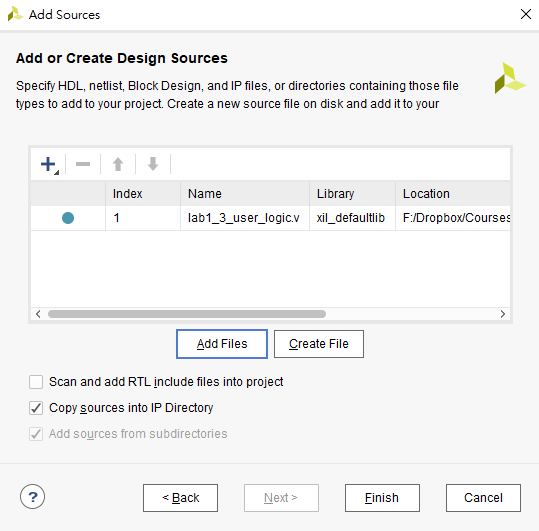 Add Sources
Add or Create Design Sources
Specify HDL, netlist, Block Design, and IP files, or directories containing those file
types to add to your project. Create a new source file on disk and add it to your
Index Name Library Location
1 lab1_3_user_logic.v xil_defaultlib F:/Dropbox/Courses
Add Files Create File
Scan and add RTL include files into project
Copy sources into IP Directory
Add sources from subdirectories
? < Back Next > Finish Cancel